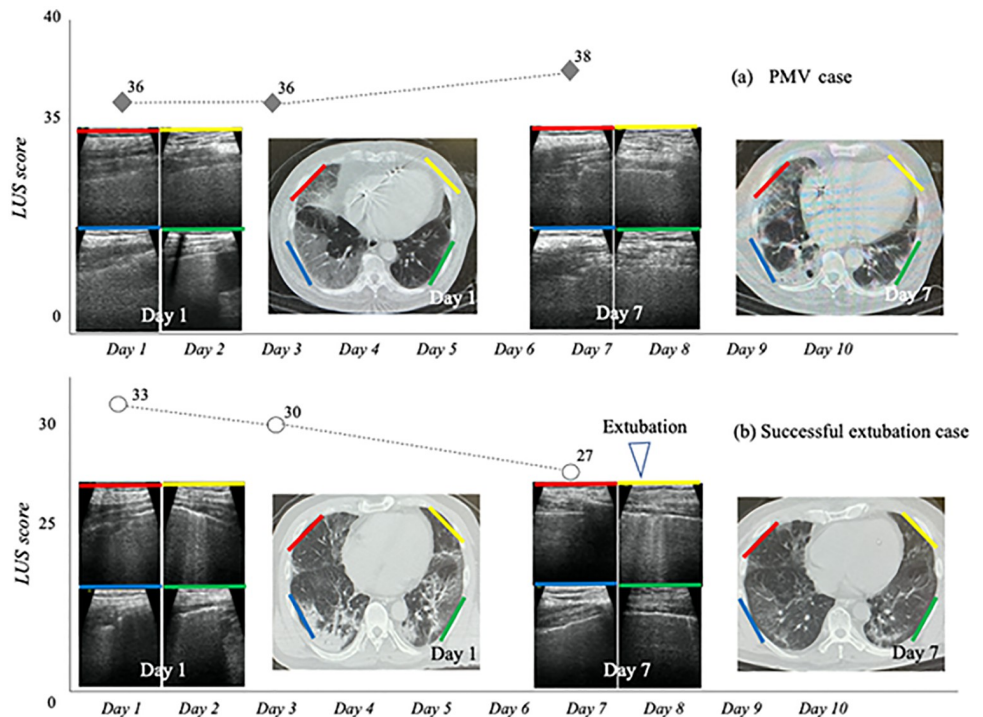 40
36
36
38
(a) PMV case
35
LUS score
0
Day 1
Day 1
Day 7
Day 7
Day 1 Day 2 Day 3 Day 4 Day 5 Day 6 Day 7 Day 8 Day 9 Day 10
33
30
30
Extubation
(b) Successful extubation case
27
25
LUS score
Day 1
Day 1
Day 7
Day 7
0
Day 1 Day 2 Day 3 Day 4 Day 5 Day 6 Day 7 Day 8 Day 9 Day 10